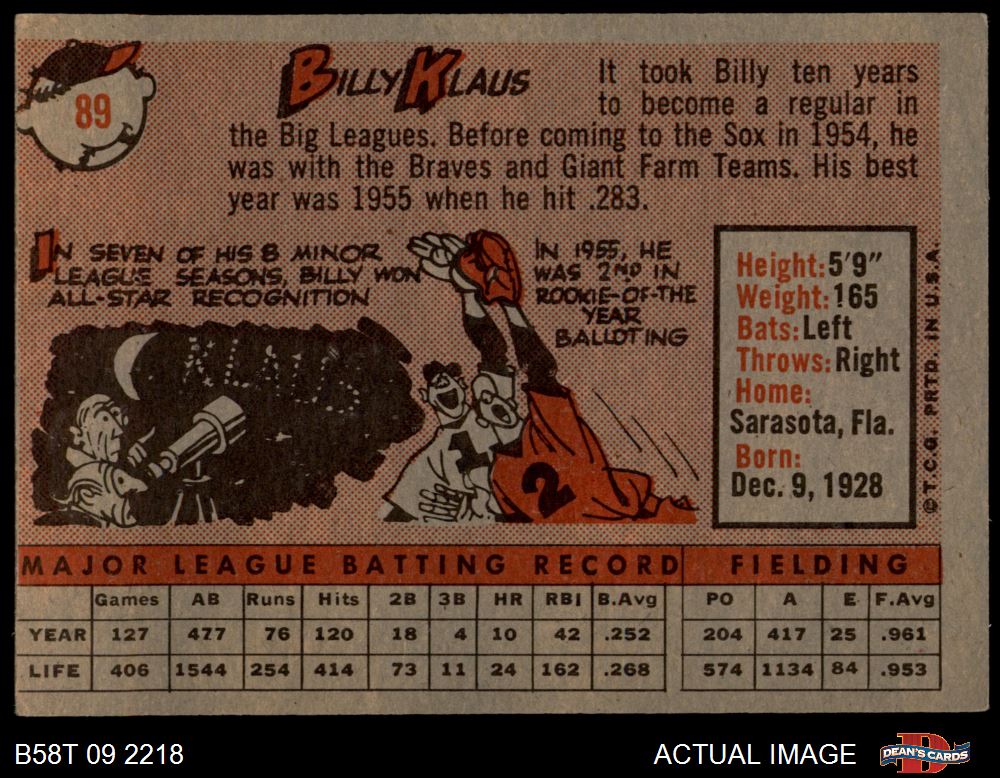 89
BILLY KLAUS
It took Billy ten years
to become a regular in
the Big Leagues. Before coming to the Sox in 1954, he
was with the Braves and Giant Farm Teams. His best
year was 1955 when he hit .283.
IN SEVEN OF HIS 8 MINOR
LEAGUE SEASONS, BILLY WON
ALL-STAR RECOGNITION
KLAUS
IN 1955, HE
WAS 2ND IN
ROOKIE-OF-THE
YEAR
BALLOTING
1
2
Height: 5'9"
Weight: 165
Bats: Left
Throws: Right
Home:
Sarasota, Fla.
Born:
Dec. 9, 1928
© T.C.G. PRTD. IN U.S.A.
MAJOR LEAGUE BATTING RECORD FIELDING
Games AB Runs Hits 2B 3B HR RBI B.Avg PO A E F.Avg
YEAR 127 477 76 120 18 4 10 42 .252 204 417 25 .961
LIFE 406 1544 254 414 73 11 24 162 .268 574 1134 84 .953
B58T 09 2218
ACTUAL IMAGE
DEAN'S CARDS